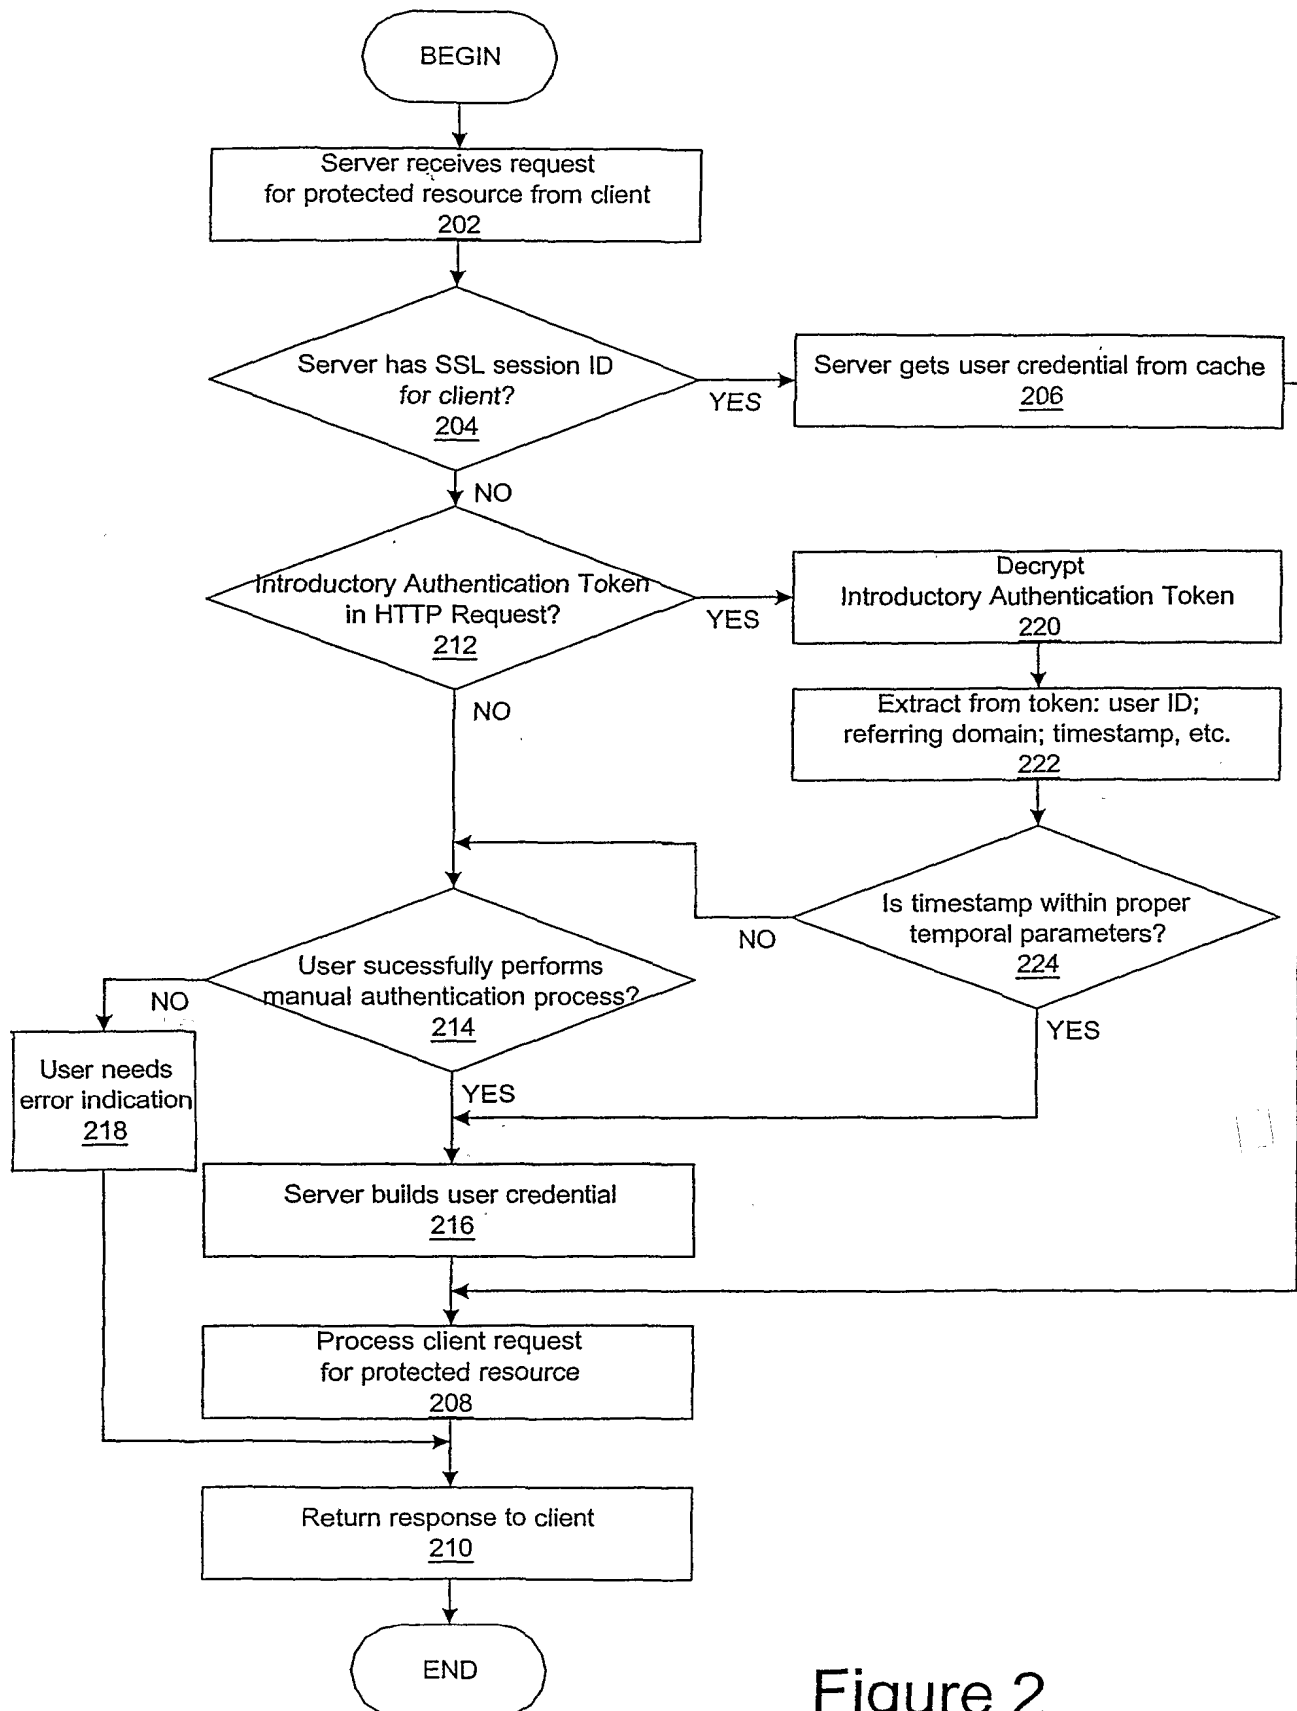 BEGIN
Server receives request
for protected resource from client
202
Server has SSL session ID
for client?
204
YES
Server gets user credential from cache
206
NO
Introductory Authentication Token
in HTTP Request?
212
YES
Decrypt
Introductory Authentication Token
220
NO
Extract from token: user ID;
referring domain; timestamp, etc.
222
Is timestamp within proper
temporal parameters?
224
NO
YES
User sucessfully performs
manual authentication process?
214
NO
YES
User needs
error indication
218
Server builds user credential
216
Process client request
for protected resource
208
Return response to client
210
END
Figure 2